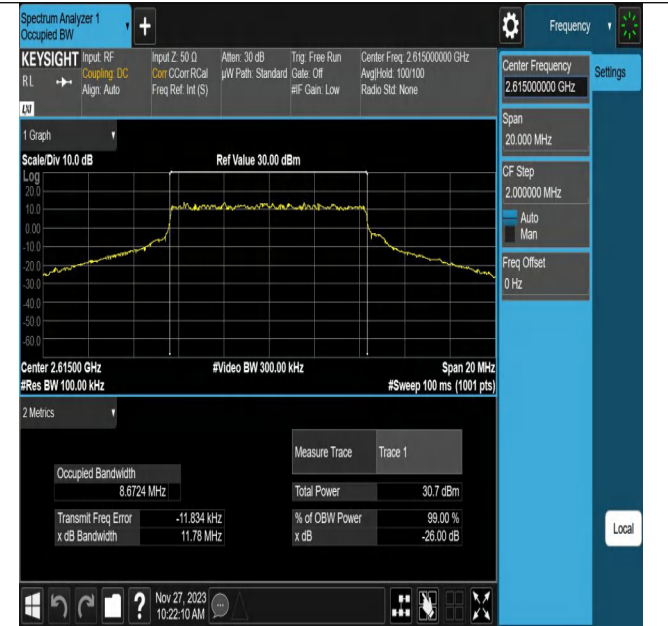 Spectrum Analyzer 1
Occupied BW
+
Frequency
KEYSIGHT
RL
LXI
Input: RF
Coupling: DC
Align: Auto
Input Z: 50 Ω
Corr CCorr RCal
Freq Ref: Int (S)
Atten: 30 dB
µW Path: Standard
Trig: Free Run
Gate: Off
#IF Gain: Low
Center Freq: 2.615000000 GHz
Avg|Hold: 100/100
Radio Std: None
Center Frequency
2.615000000 GHz
Settings
Span
20.000 MHz
CF Step
2.000000 MHz
Auto
Man
Freq Offset
0 Hz
1 Graph
Scale/Div 10.0 dB
Ref Value 30.00 dBm
Log
20.0
10.0
0.00
-10.0
-20.0
-30.0
-40.0
-50.0
-60.0
Center 2.61500 GHz
#Video BW 300.00 kHz
Span 20 MHz
#Res BW 100.00 kHz
#Sweep 100 ms (1001 pts)
2 Metrics
Measure Trace
Trace 1
Occupied Bandwidth
8.6724 MHz
Total Power
30.7 dBm
Transmit Freq Error
-11.834 kHz
% of OBW Power
99.00 %
x dB Bandwidth
11.78 MHz
x dB
-26.00 dB
Local
?
Nov 27, 2023
10:22:10 AM